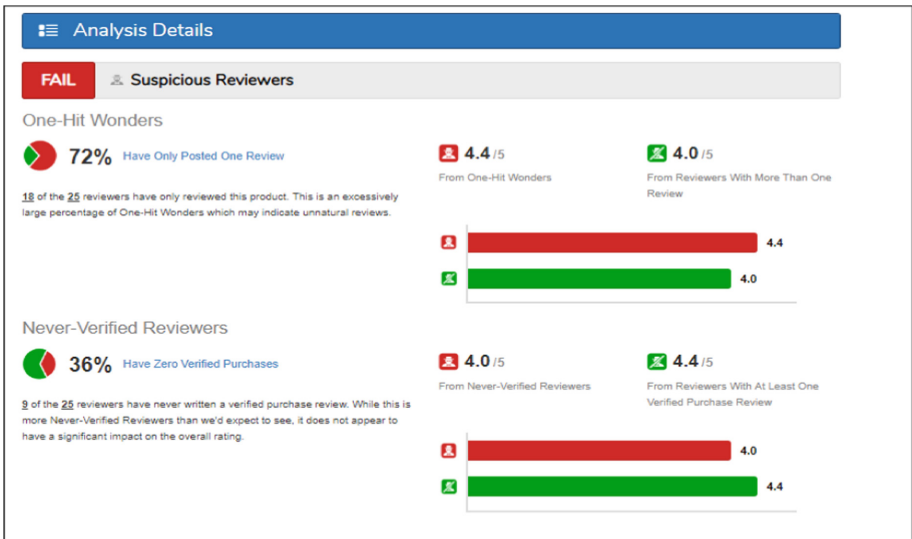 Analysis Details
FAIL Suspicious Reviewers
One-Hit Wonders
72% Have Only Posted One Review
18 of the 25 reviewers have only reviewed this product. This is an excessively
large percentage of One-Hit Wonders which may indicate unnatural reviews.
4.4 /5
From One-Hit Wonders
4.0 /5
From Reviewers With More Than One
Review
4.4
4.0
Never-Verified Reviewers
36% Have Zero Verified Purchases
9 of the 25 reviewers have never written a verified purchase review. While this is
more Never-Verified Reviewers than we'd expect to see, it does not appear to
have a significant impact on the overall rating.
4.0 /5
From Never-Verified Reviewers
4.4 /5
From Reviewers With At Least One
Verified Purchase Review
4.0
4.4